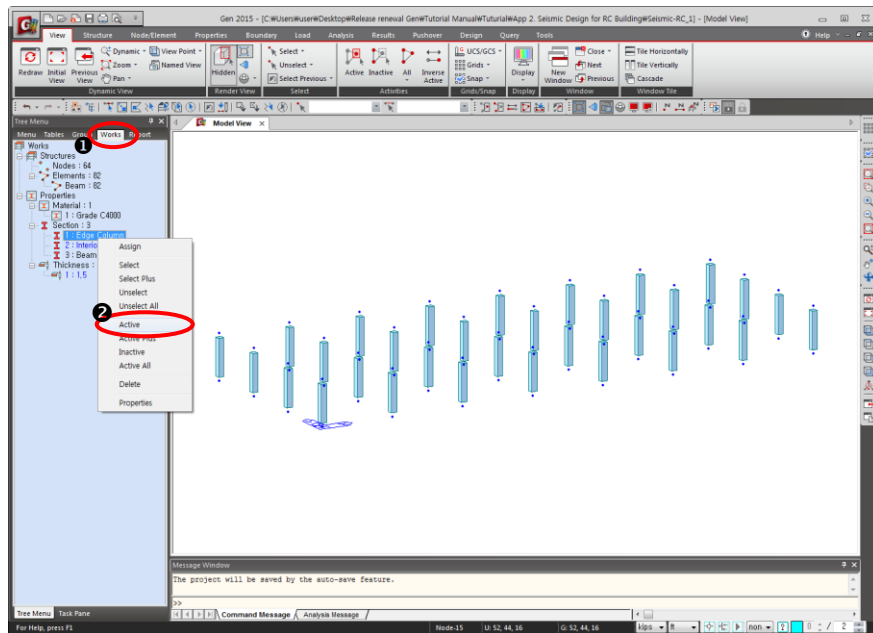 Gen 2015 - [C:₩Users₩user₩Desktop₩Release renewal Gen₩Tutorial Manual₩Tuturial₩App 2. Seismic Design for RC Building₩Seismic-RC_1] - [Model View]
View Structure Node/Element Properties Boundary Load Analysis Results Pushover Design Query Tools Help
Redraw
Initial View
Previous View
Dynamic
Zoom
Pan
View Point
Named View
Dynamic View
Hidden
Render View
Select
Unselect
Select Previous
Select
Active
Inactive
All
Inverse Active
Activities
UCS/GCS
Grids
Snap
Grids/Snap
Display
Display
New Window
Close
Next
Previous
Window
Tile Horizontally
Tile Vertically
Cascade
Window Tile
Tree Menu
Menu Tables Group Works Report
1
Model View
Works
Structures
Nodes : 64
Elements : 82
Beam : 82
Properties
Material : 1
1 : Grade C4000
Section : 3
1 : Edge Column
2 : Interio
3 : Beam
Thickness :
1 : 1.5
Assign
Select
Select Plus
Unselect
Unselect All
2
Active
Active Plus
Inactive
Active All
Delete
Properties
Message Window
The project will be saved by the auto-save feature.
>>
Command Message Analysis Message
Tree Menu Task Pane
For Help, press F1
Node-15
U: 52, 44, 16
G: 52, 44, 16
kips
ft
non
0 / 2